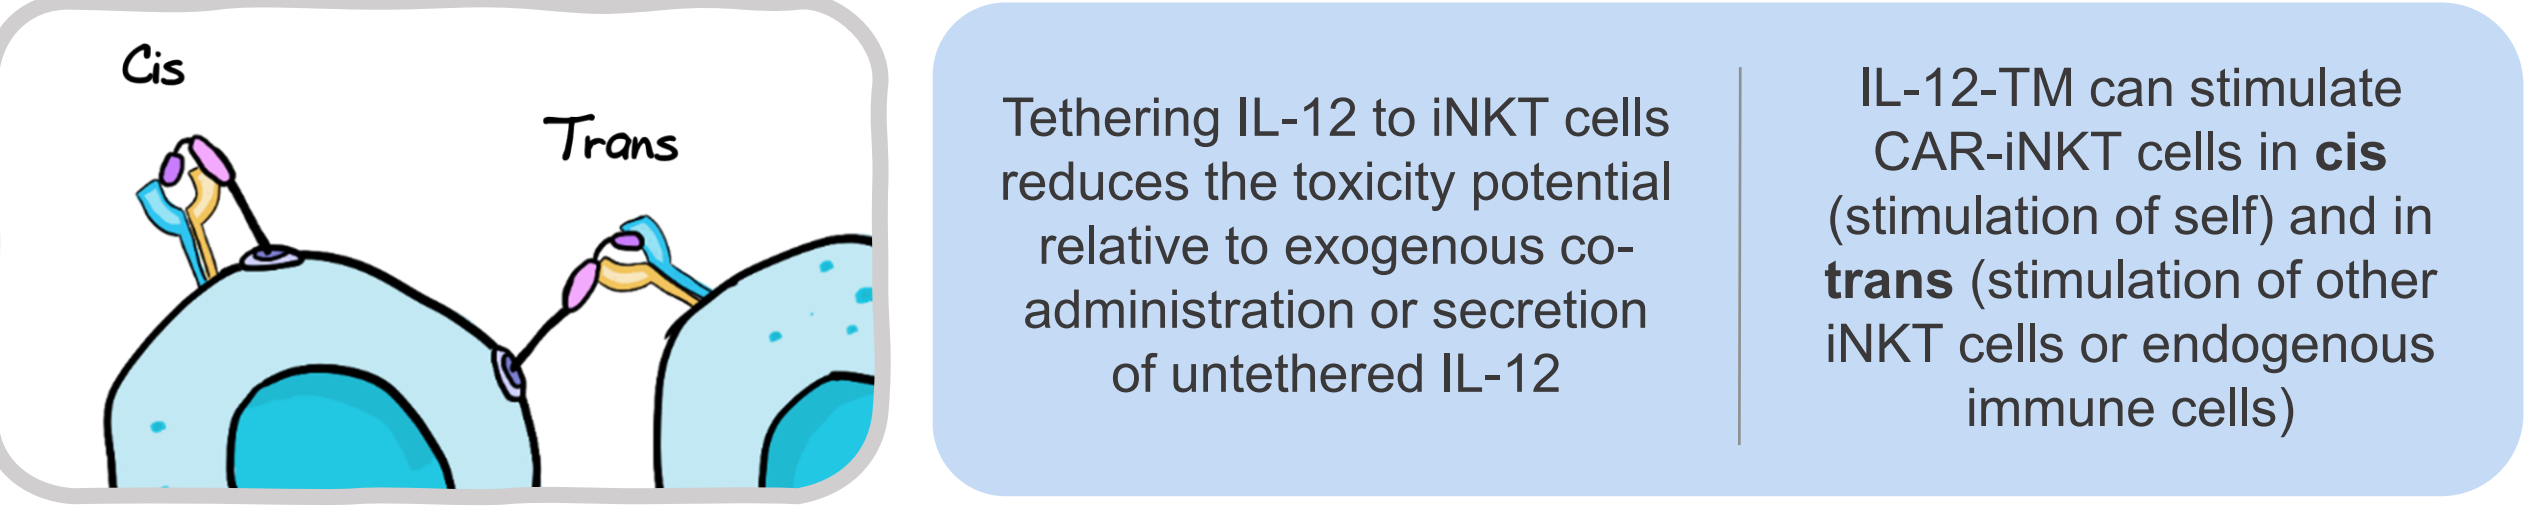 Cis
Trans
Tethering IL-12 to iNKT cells
reduces the toxicity potential
relative to exogenous co-
administration or secretion
of untethered IL-12
IL-12-TM can stimulate
CAR-iNKT cells in cis
(stimulation of self) and in
trans (stimulation of other
iNKT cells or endogenous
immune cells)